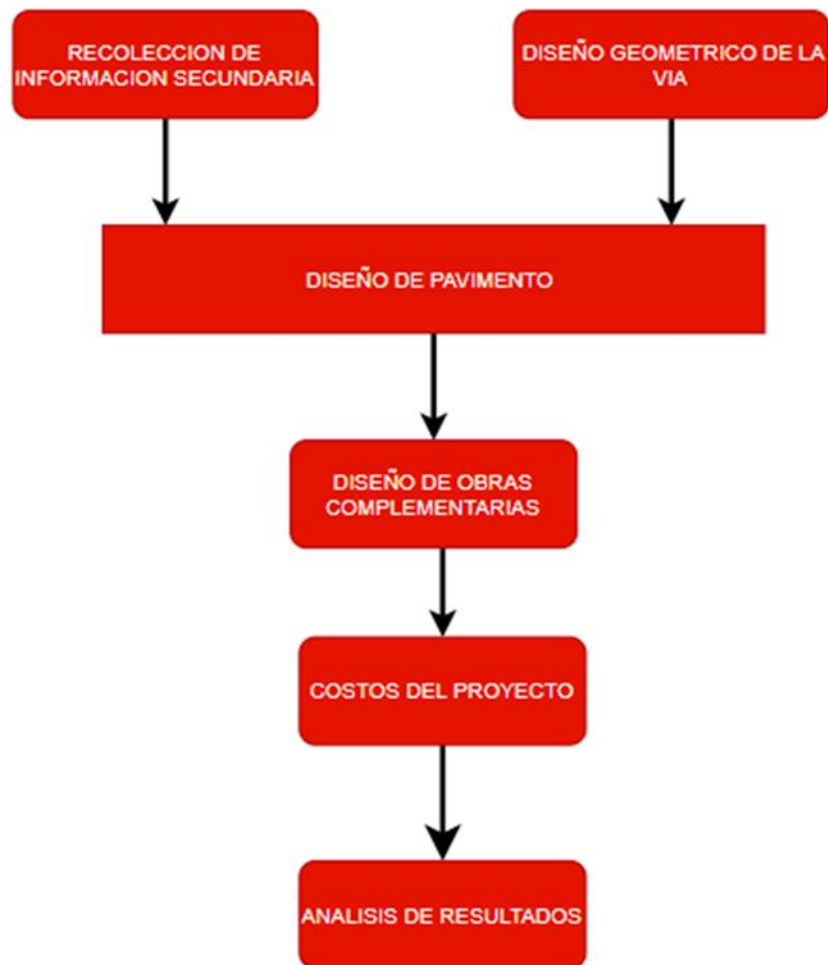 RECOLECCION DE
INFORMACION SECUNDARIA
DISEÑO GEOMETRICO DE LA
VIA
DISEÑO DE PAVIMENTO
DISEÑO DE OBRAS
COMPLEMENTARIAS
COSTOS DEL PROYECTO
ANALISIS DE RESULTADOS